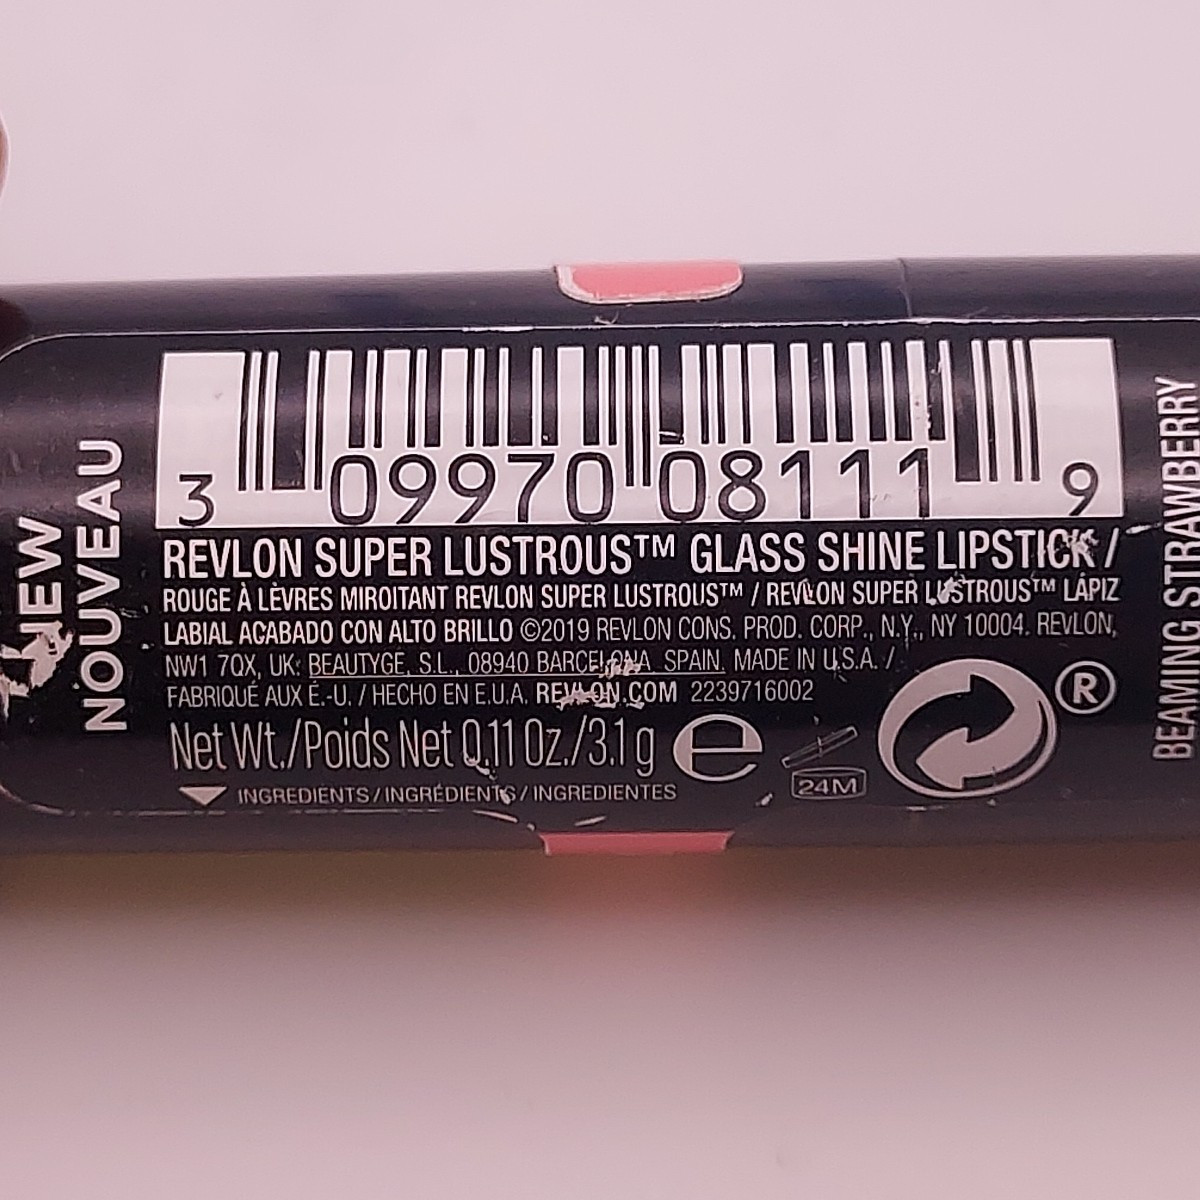 NEW
NOUVEAU
3 09970 08111 9
REVLON SUPER LUSTROUS™ GLASS SHINE LIPSTICK /
ROUGE À LÈVRES MIROITANT REVLON SUPER LUSTROUS™ / REVLON SUPER LUSTROUS™ LÁPIZ
LABIAL ACABADO CON ALTO BRILLO ©2019 REVLON CONS. PROD. CORP., N.Y., NY 10004. REVLON,
NW1 7QX, UK: BEAUTYGE, S.L., 08940 BARCELONA SPAIN. MADE IN U.S.A. /
FABRIQUÉ AUX É.-U. / HECHO EN E.U.A. REVLON.COM 2239716002
Net Wt./Poids Net 0.11 Oz./3.1 g e
24M
®
INGREDIENTS / INGRÉDIENTS / INGREDIENTES
BEAMING STRAWBERRY